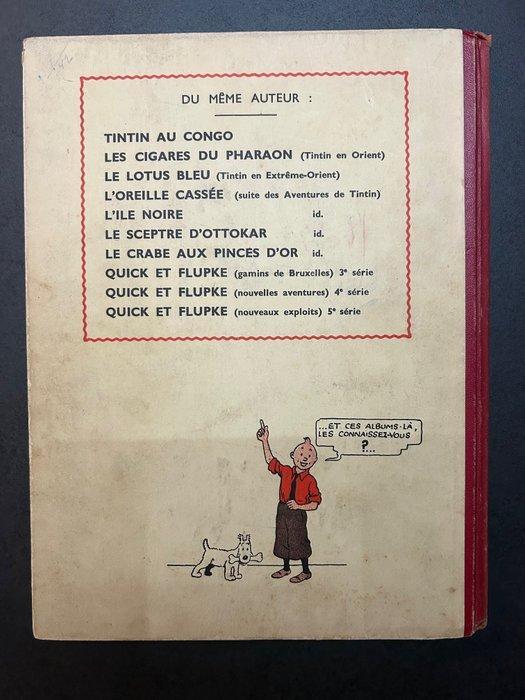 DU MÊME AUTEUR :
TINTIN AU CONGO
LES CIGARES DU PHARAON (Tintin en Orient)
LE LOTUS BLEU (Tintin en Extrême-Orient)
L'OREILLE CASSÉE (suite des Aventures de Tintin)
L'ILE NOIRE id.
LE SCEPTRE D'OTTOKAR id.
LE CRABE AUX PINCES D'OR id.
QUICK ET FLUPKE (gamins de Bruxelles) 3e série
QUICK ET FLUPKE (nouvelles aventures) 4e série
QUICK ET FLUPKE (nouveaux exploits) 5e série
...ET CES ALBUMS-LÀ,
LES CONNAISSEZ-VOUS
?...